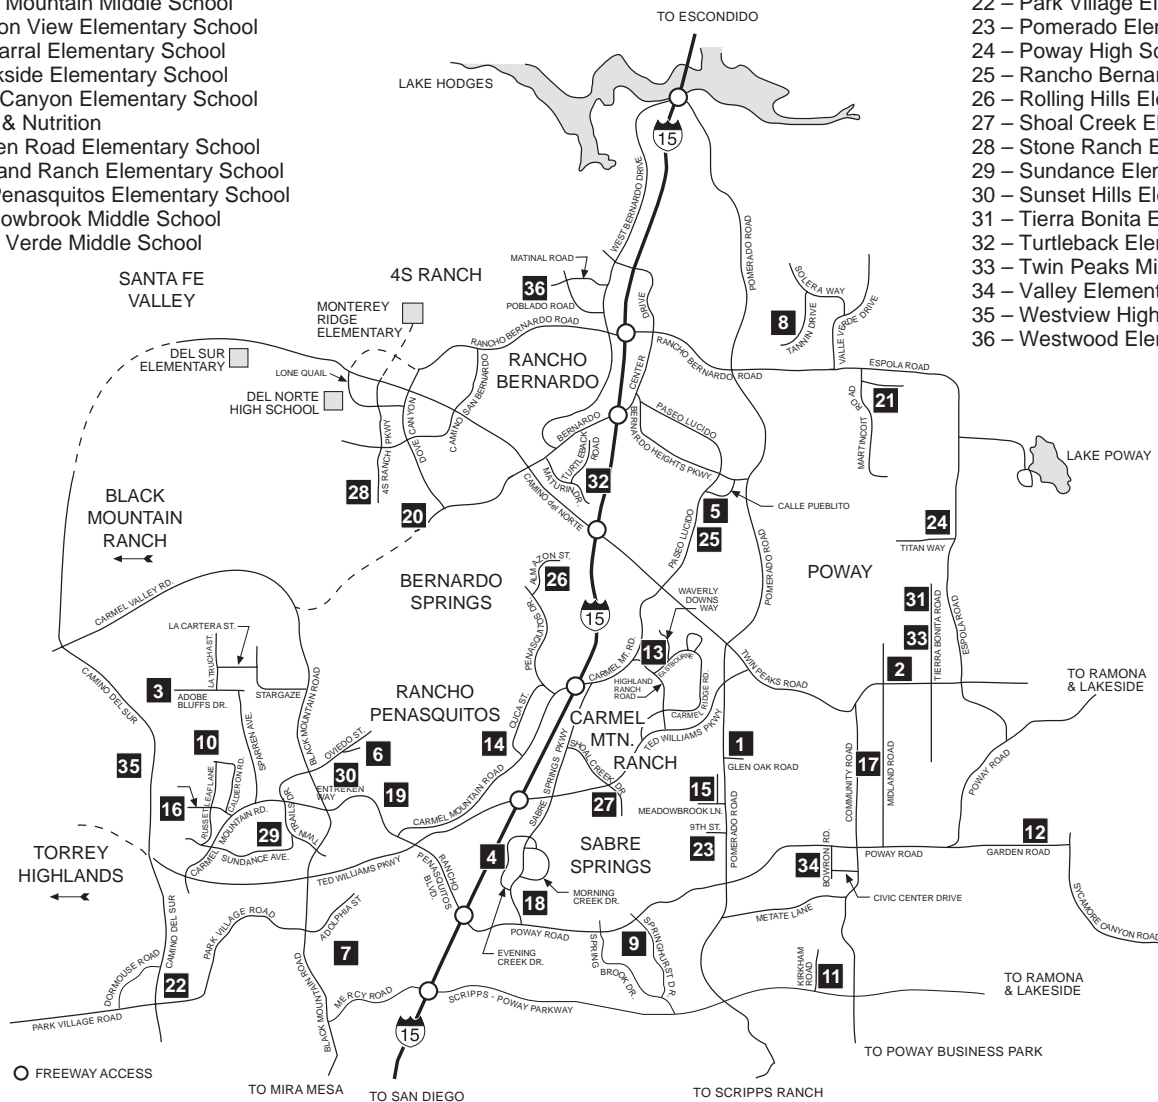 Mountain Middle School
on View Elementary School
arral Elementary School
kside Elementary School
Canyon Elementary School
& Nutrition
en Road Elementary School
and Ranch Elementary School
Penasquitos Elementary School
owbrook Middle School
Verde Middle School
22 – Park Village El
23 – Pomerado Elem
24 – Poway High Sc
25 – Rancho Bernar
26 – Rolling Hills Ele
27 – Shoal Creek El
28 – Stone Ranch E
29 – Sundance Elem
30 – Sunset Hills Ele
31 – Tierra Bonita E
32 – Turtleback Elem
33 – Twin Peaks Mi
34 – Valley Element
35 – Westview High
36 – Westwood Elem
TO ESCONDIDO
LAKE HODGES
15
WEST BERNARDO DRIVE
POMERADO ROAD
MATINAL ROAD
36
POBLADO ROAD
4S RANCH
SANTA FE
VALLEY
MONTEREY
RIDGE
ELEMENTARY
DEL SUR
ELEMENTARY
LONE QUAIL
DEL NORTE
HIGH SCHOOL
RANCHO BERNARDO ROAD
RANCHO
BERNARDO
CENTER
DRIVE
RANCHO BERNARDO ROAD
SOLERA WAY
8
TANNIN DRIVE
VALLE VERDE DRIVE
ESPOLA ROAD
21
MARTINCOIT ROAD
LAKE POWAY
4S RANCH PKWY
DOVE CANYON
CAMINO SAN BERNARDO
BERNARDO
TURTLEBACK
ROAD
MATURIN DR.
32
PASEO LUCIDO
BERNARDO HEIGHTS PKWY.
CAMINO del NORTE
28
20
BLACK
MOUNTAIN
RANCH
5
CALLE PUEBLITO
25
PASEO LUCIDO
POMERADO ROAD
24
TITAN WAY
POWAY
ALMAZON ST.
26
BERNARDO
SPRINGS
PENASQUITOS DR.
15
WAVERLY
DOWNS
WAY
31
33
2
TIERRA BONITA ROAD
ESPOLA ROAD
CARMEL VALLEY RD.
LA CARTERA ST.
LA TRUCHA ST.
3
ADOBE
BLUFFS DR.
STARGAZE
CAMINO DEL SUR
BLACK MOUNTAIN ROAD
RANCHO
PENASQUITOS
CUCA ST.
CARMEL MT. RD.
13
EASTBOURNE
HIGHLAND
RANCH
ROAD
CARMEL RIDGE RD.
TWIN PEAKS ROAD
TO RAMONA
& LAKESIDE
CARMEL
MTN.
RANCH
TED WILLIAMS PKWY
10
SPARREN AVE.
OVIEDO ST.
6
14
35
30
ENTREKEN
WAY
19
RUSSET LEAF LANE
CALDERON RD.
16
CARMEL MOUNTAIN RD.
29
TWIN TRAILS DR.
SUNDANCE AVE.
CARMEL MOUNTAIN ROAD
SABRE SPRINGS PKWY
SHOAL CREEK DR.
27
1
GLEN OAK ROAD
15
MEADOWBROOK LN.
9TH ST.
23
POMERADO ROAD
COMMUNITY ROAD
17
MIDLAND ROAD
POWAY ROAD
TORREY
HIGHLANDS
TED WILLIAMS PKWY
RANCHO
PENASQUITOS
BLVD.
4
SABRE
SPRINGS
34
BOWRON RD.
POWAY ROAD
12
GARDEN ROAD
CIVIC CENTER DRIVE
SYCAMORE CANYON ROAD
18
MORNING
CREEK DR.
EVENING
CREEK DR.
POWAY ROAD
METATE LANE
9
SPRING
BROOK DR.
SPRINGHURST DR.
11
KIRKHAM
ROAD
TO RAMONA
& LAKESIDE
CAMINO DEL SUR
PARK VILLAGE ROAD
ADOLPHIA ST
7
DORMOUSE ROAD
22
PARK VILLAGE ROAD
BLACK MOUNTAIN ROAD
MERCY ROAD
SCRIPPS - POWAY PARKWAY
15
TO POWAY BUSINESS PARK
FREEWAY ACCESS
TO MIRA MESA
TO SAN DIEGO
TO SCRIPPS RANCH